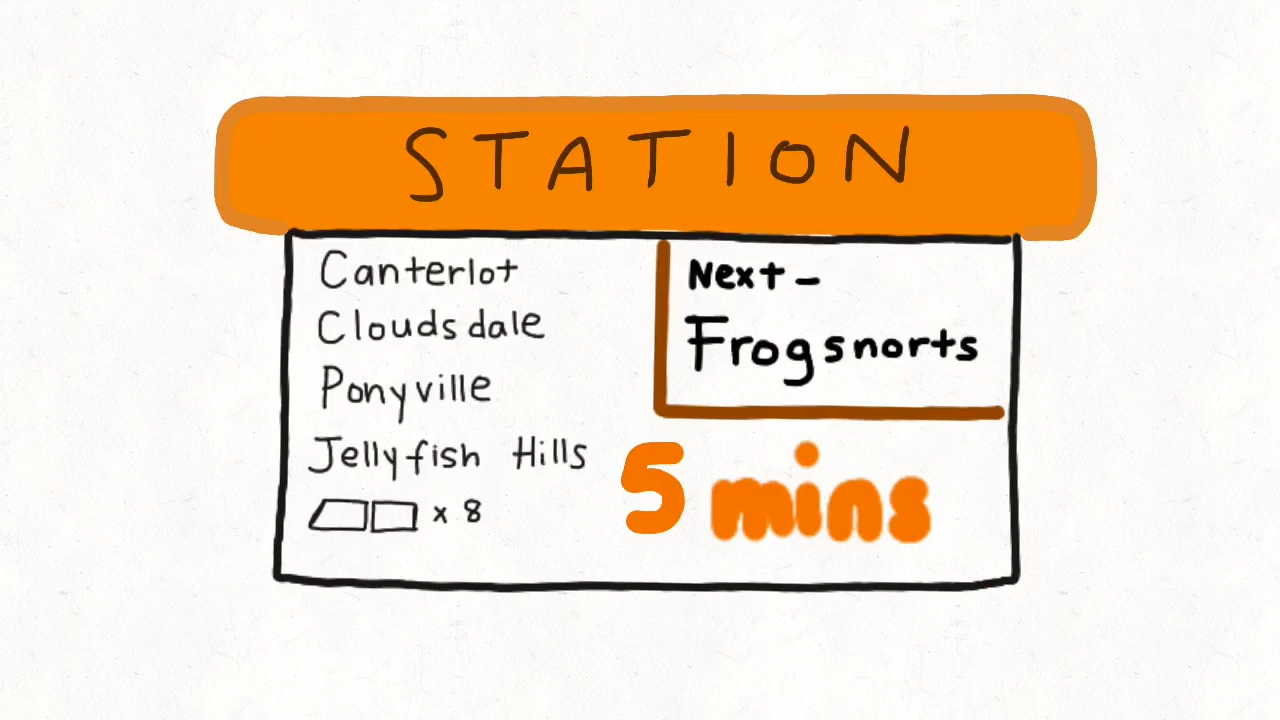 STATION
Canterlot
Cloudsdale
Ponyville
Jellyfish Hills
x 8
Next -
Frogsnorts
5 mins